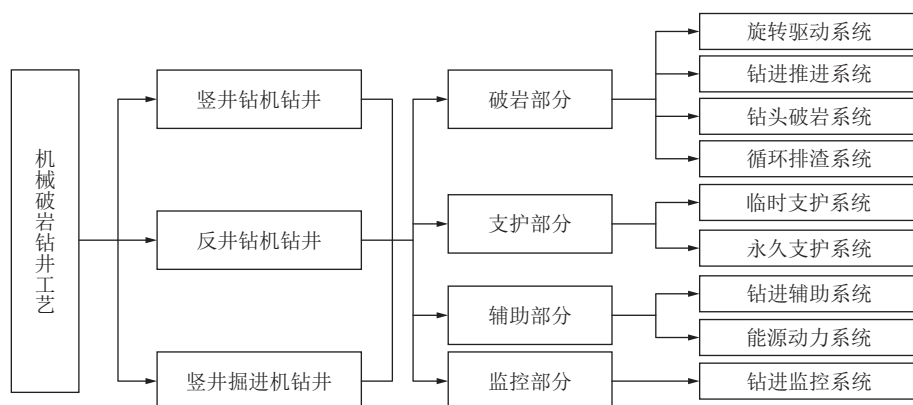 机械破岩钻井工艺
竖井钻机钻井
反井钻机钻井
竖井掘进机钻井
破岩部分
支护部分
辅助部分
监控部分
旋转驱动系统
钻进推进系统
钻头破岩系统
循环排渣系统
临时支护系统
永久支护系统
钻进辅助系统
能源动力系统
钻进监控系统